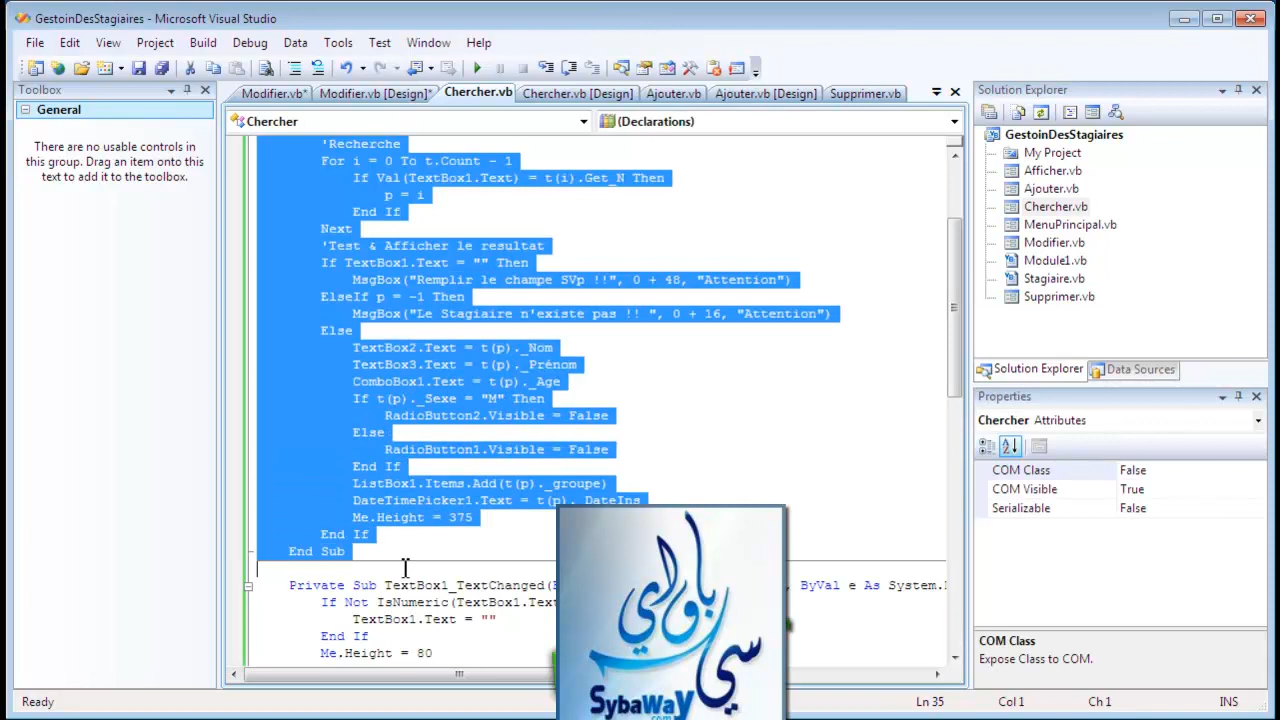 GestoinDesStagiaires - Microsoft Visual Studio
File Edit View Project Build Debug Data Tools Test Window Help
Toolbox
General
There are no usable controls in this group. Drag an item onto this text to add it to the toolbox.
Modifier.vb* Modifier.vb [Design]* Chercher.vb Chercher.vb [Design] Ajouter.vb Ajouter.vb [Design] Supprimer.vb
Chercher (Declarations)
'Recherche
For i = 0 To t.Count - 1
If Val(TextBox1.Text) = t(i).Get_N Then
p = i
End If
Next
'Test & Afficher le resultat
If TextBox1.Text = "" Then
MsgBox("Remplir le champe SVp !!", 0 + 48, "Attention")
ElseIf p = -1 Then
MsgBox("Le Stagiaire n'existe pas !! ", 0 + 16, "Attention")
Else
TextBox2.Text = t(p)._Nom
TextBox3.Text = t(p)._Prénom
ComboBox1.Text = t(p)._Age
If t(p)._Sexe = "M" Then
RadioButton2.Visible = False
Else
RadioButton1.Visible = False
End If
ListBox1.Items.Add(t(p)._groupe)
DateTimePicker1.Text = t(p)._DateIns
Me.Height = 375
End If
End Sub
Private Sub TextBox1_TextChanged( ByVal e As System.
If Not IsNumeric(TextBox1.Tex
TextBox1.Text = ""
End If
Me.Height = 80
سي باواي
SybaWay
.com
Solution Explorer
GestoinDesStagiaires
My Project
Afficher.vb
Ajouter.vb
Chercher.vb
MenuPrincipal.vb
Modifier.vb
Module1.vb
Stagiaire.vb
Supprimer.vb
Solution Explorer Data Sources
Properties
Chercher Attributes
COM Class False
COM Visible True
Serializable False
COM Class
Expose Class to COM.
Ready Ln 35 Col 1 Ch 1 INS